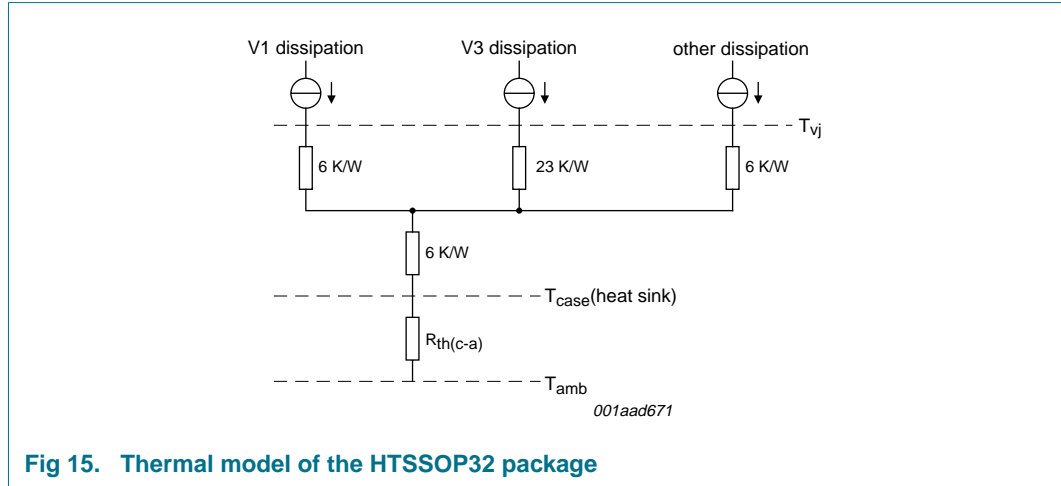 V1 dissipation V3 dissipation other dissipation
Tvj
6 K/W 23 K/W 6 K/W
6 K/W
Tcase(heat sink)
Rth(c-a)
Tamb
001aad671
Fig 15. Thermal model of the HTSSOP32 package